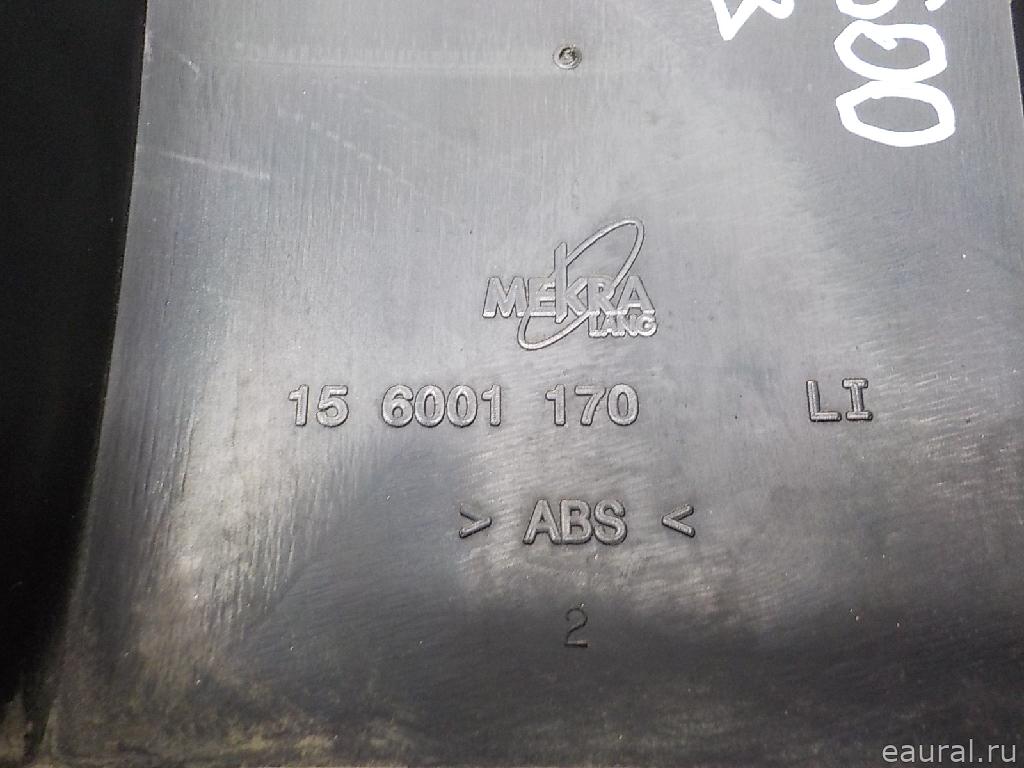 MEKRA
LANG
15 6001 170 LI
> ABS <
2
eaural.ru